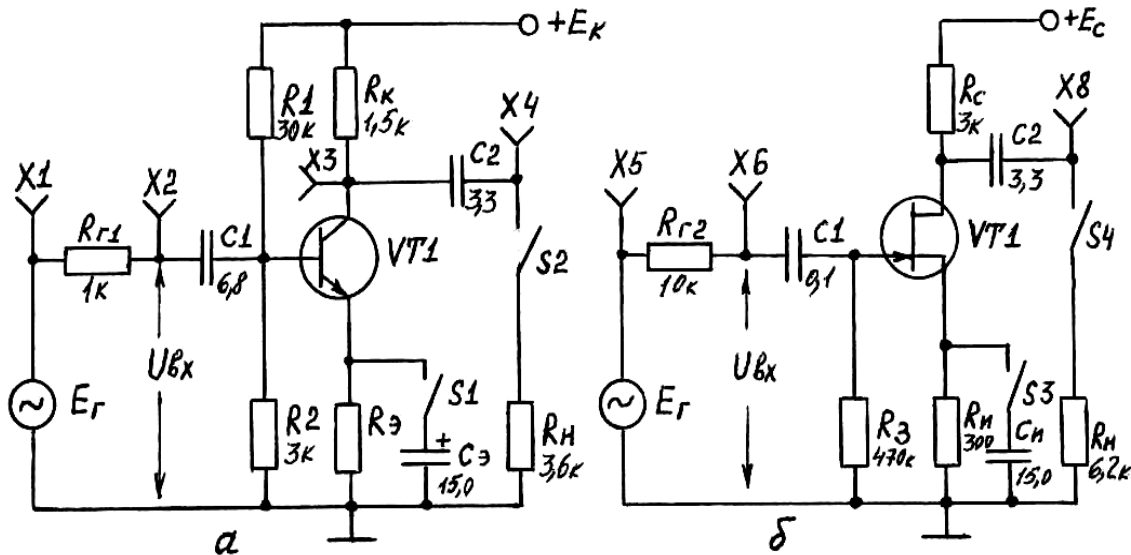 +Eк
R1
30к
Rк
1,5к
X4
X3
C2
3,3
X1
X2
Rг1
1к
C1
6,8
VT1
S2
Uвх
Eг
S1
R2
3к
Rэ
+
Cэ
15,0
Rн
3,6к
а
+Eс
Rс
3к
X8
C2
3,3
X5
X6
Rг2
10к
C1
0,1
VT1
S4
Uвх
Eг
S3
Rз
470к
Rи
300
Cи
15,0
Rн
6,2к
б